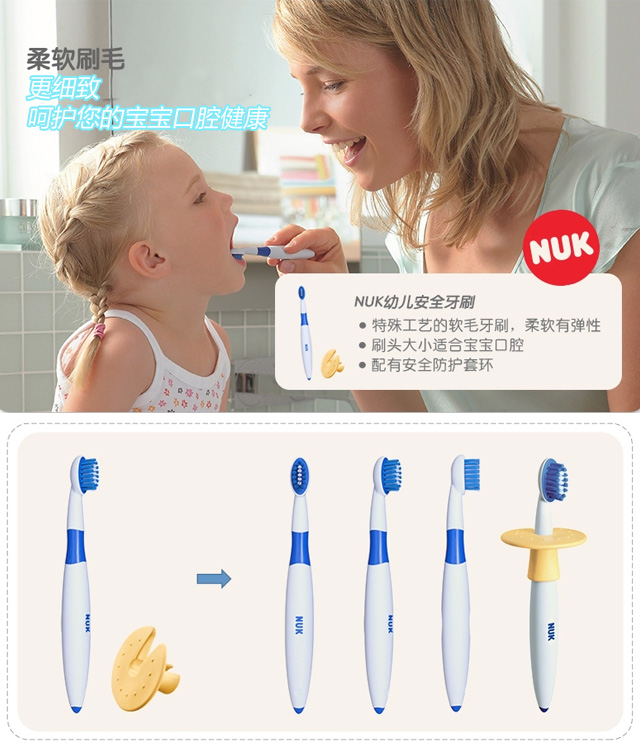 柔软刷毛
更细致
呵护您的宝宝口腔健康
NUK
NUK幼儿安全牙刷
● 特殊工艺的软毛牙刷，柔软有弹性
● 刷头大小适合宝宝口腔
● 配有安全防护套环
NUK
NUK
NUK